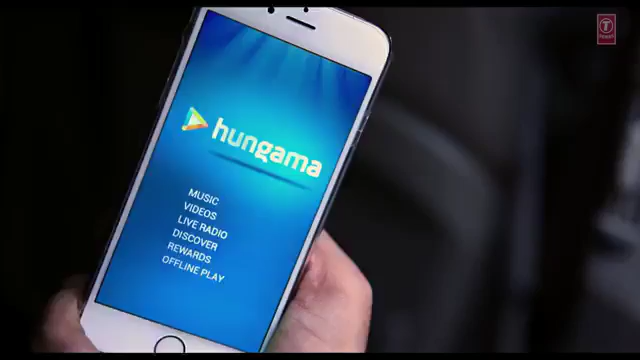 hungama
MUSIC
VIDEOS
LIVE RADIO
DISCOVER
REWARDS
OFFLINE PLAY